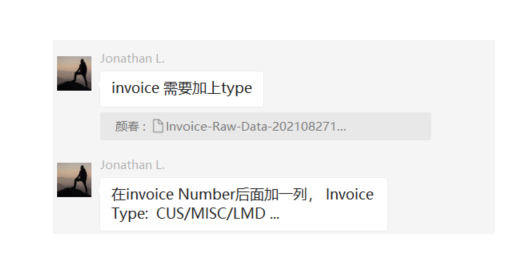 Jonathan L.
invoice 需要加上type
颜春：Invoice-Raw-Data-202108271...
Jonathan L.
在invoice Number后面加一列， Invoice
Type: CUS/MISC/LMD ...